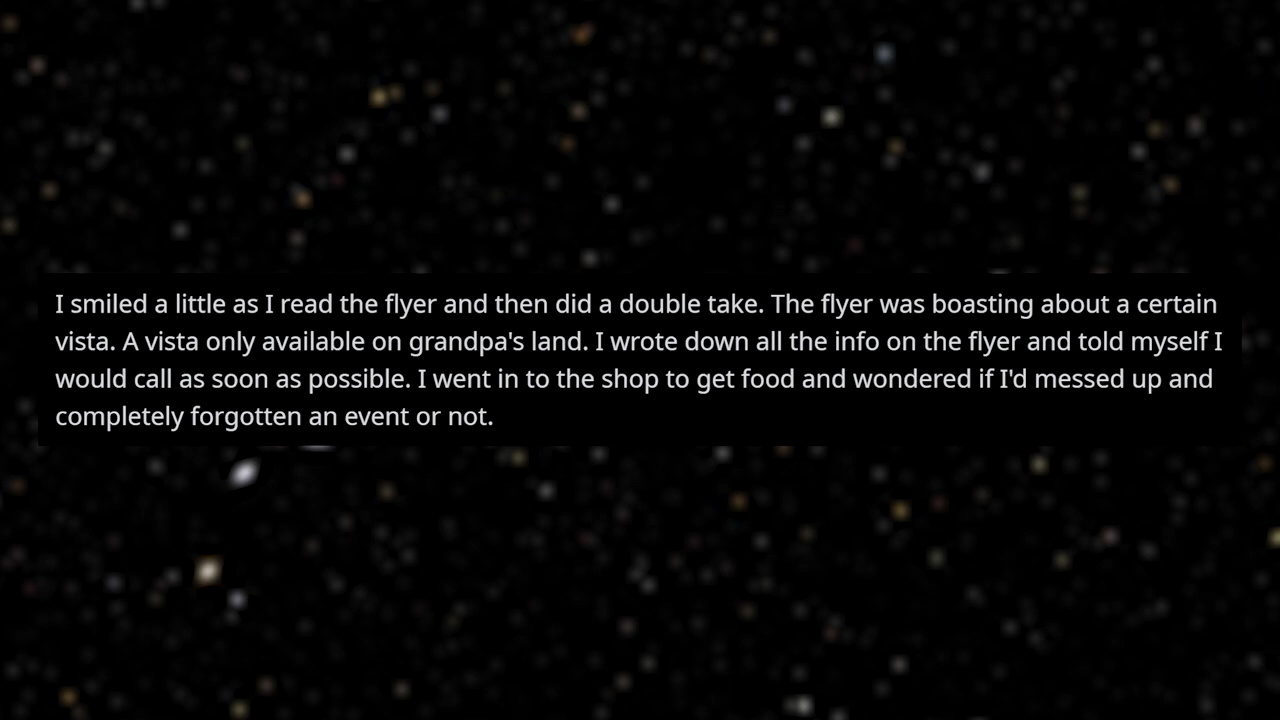 I smiled a little as I read the flyer and then did a double take. The flyer was boasting about a certain
vista. A vista only available on grandpa's land. I wrote down all the info on the flyer and told myself I
would call as soon as possible. I went in to the shop to get food and wondered if I'd messed up and
completely forgotten an event or not.